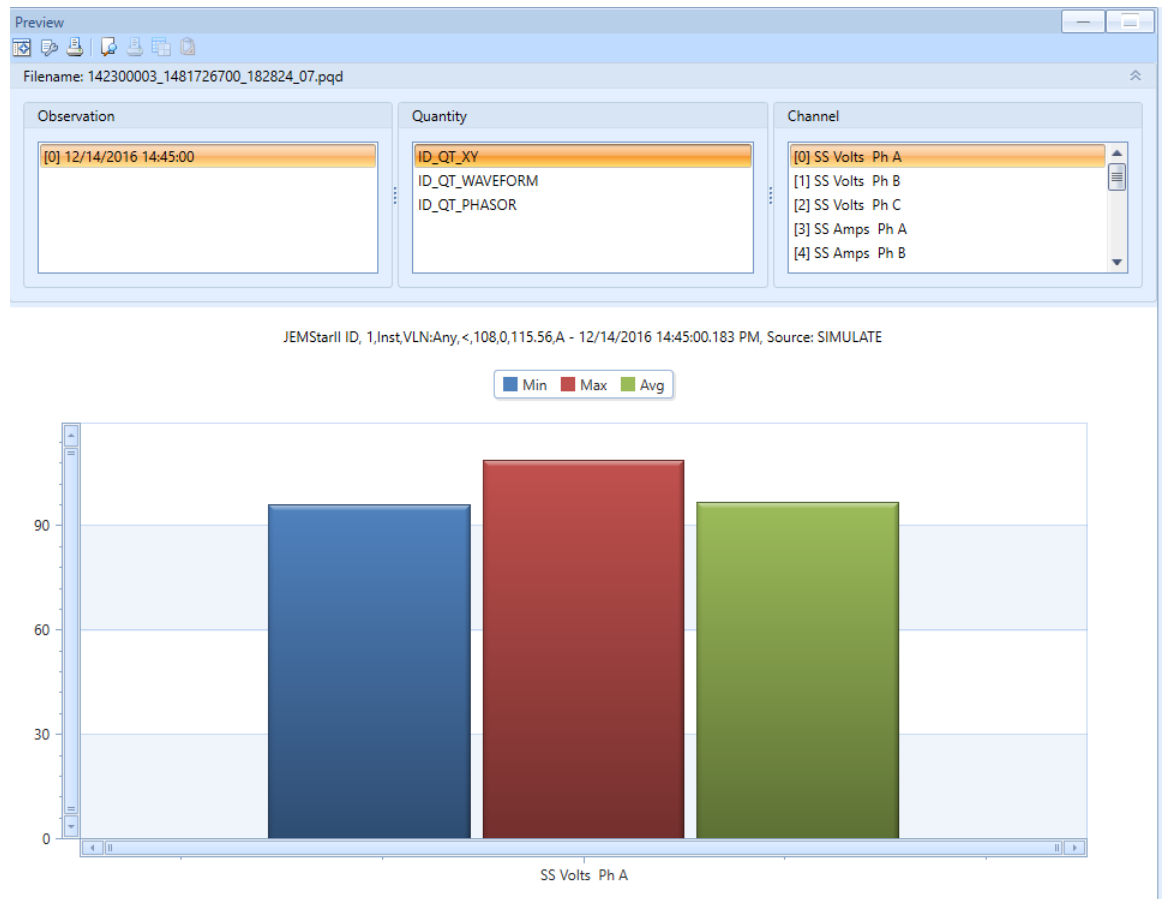 Preview
Filename: 142300003_1481726700_182824_07.pqd
Observation
Quantity
Channel
[0] 12/14/2016 14:45:00
ID_QT_XY
ID_QT_WAVEFORM
ID_QT_PHASOR
[0] SS Volts  Ph A
[1] SS Volts  Ph B
[2] SS Volts  Ph C
[3] SS Amps  Ph A
[4] SS Amps  Ph B
JEMStarII ID, 1,Inst,VLN:Any,<,108,0,115.56,A - 12/14/2016 14:45:00.183 PM, Source: SIMULATE
Min Max Avg
90
60
30
0
SS Volts  Ph A